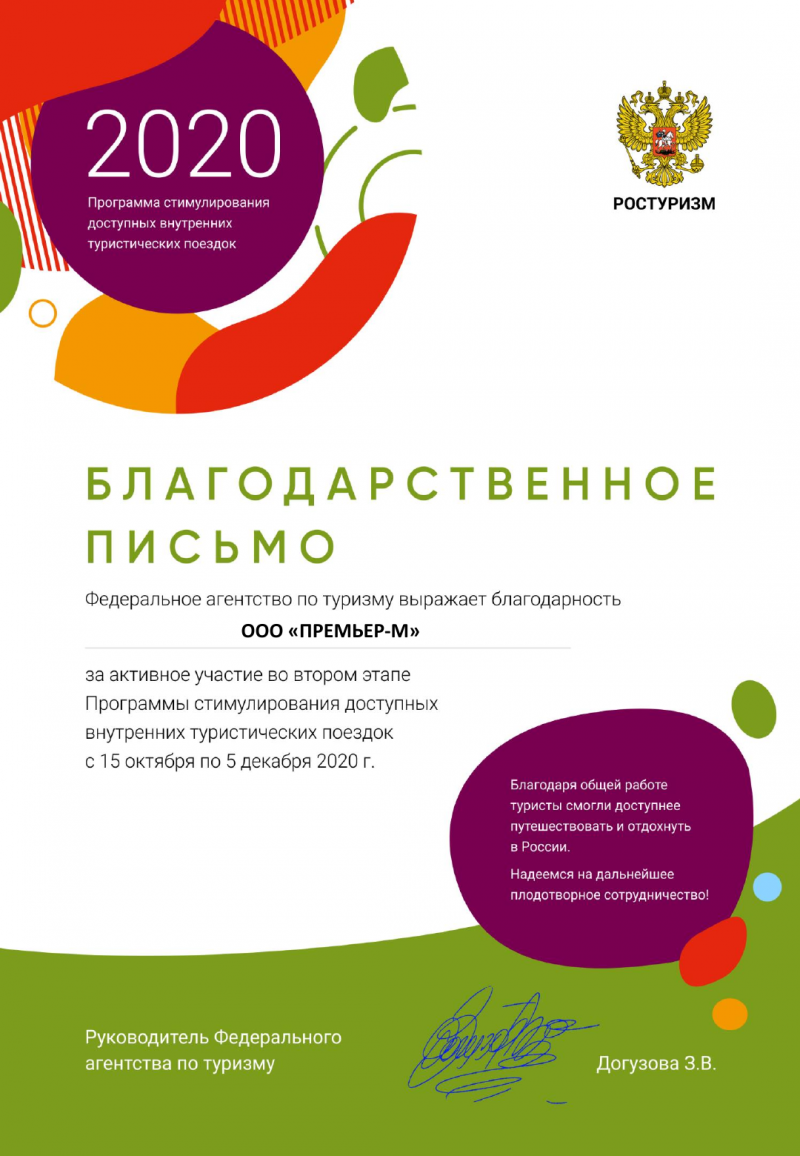 2020
Программа стимулирования
доступных внутренних
туристических поездок
РОСТУРИЗМ
БЛАГОДАРСТВЕННОЕ
ПИСЬМО
Федеральное агентство по туризму выражает благодарность
ООО «ПРЕМЬЕР-М»
за активное участие во втором этапе
Программы стимулирования доступных
внутренних туристических поездок
с 15 октября по 5 декабря 2020 г.
Благодаря общей работе
туристы смогли доступнее
путешествовать и отдохнуть
в России.
Надеемся на дальнейшее
плодотворное сотрудничество!
Руководитель Федерального
агентства по туризму
Догузова З.В.